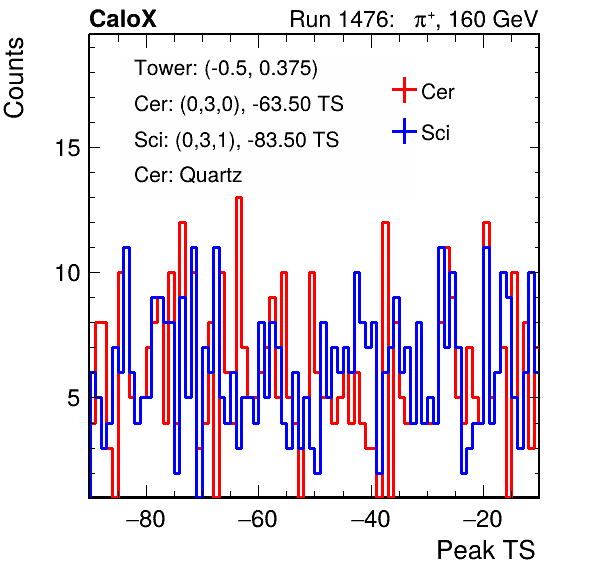 CaloX Run 1476: π⁺, 160 GeV
Counts
Tower: (-0.5, 0.375)
Cer: (0,3,0), -63.50 TS
Sci: (0,3,1), -83.50 TS
Cer: Quartz
Cer
Sci
15
10
5
−80 −60 −40 −20
Peak TS